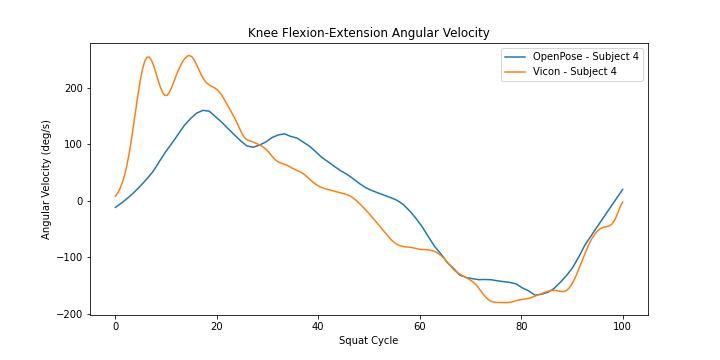 Knee Flexion-Extension Angular Velocity
OpenPose - Subject 4
Vicon - Subject 4
Angular Velocity (deg/s)
200
100
0
−100
−200
0 20 40 60 80 100
Squat Cycle